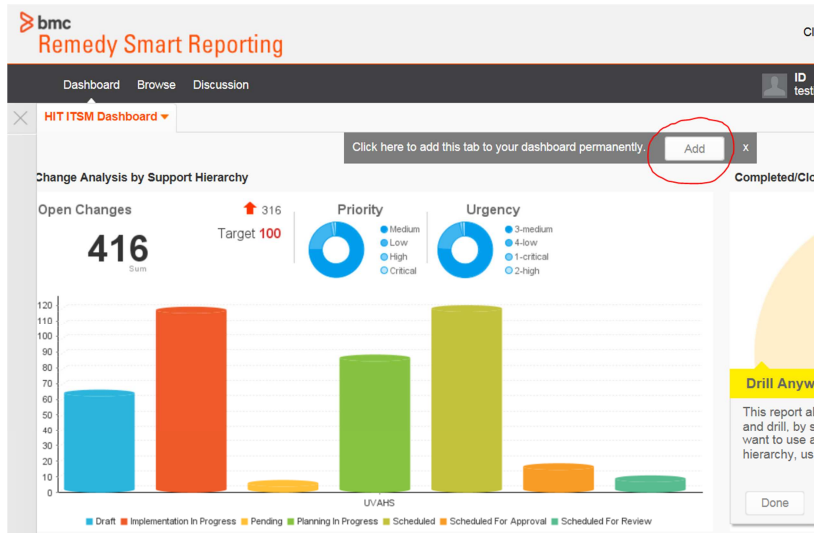 bmc
Remedy Smart Reporting
Cl
Dashboard Browse Discussion
ID
testi
HIT ITSM Dashboard
Click here to add this tab to your dashboard permanently. Add x
Change Analysis by Support Hierarchy
Completed/Clo
Open Changes
416
Sum
316
Target 100
Priority
Medium
Low
High
Critical
Urgency
3-medium
4-low
1-critical
2-high
120
110
100
90
80
70
60
50
40
30
20
10
0
UVAHS
Draft Implementation In Progress Pending Planning In Progress Scheduled Scheduled For Approval Scheduled For Review
Drill Anyw
This report al
and drill, by s
want to use a
hierarchy, us
Done